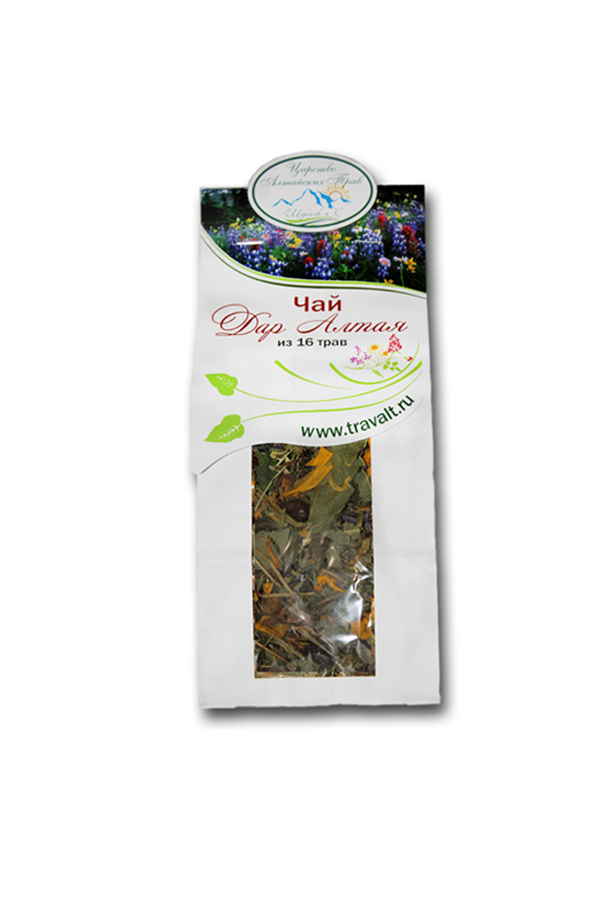 Царство
Алтайских Трав
Чай
Дар Алтая
из 16 трав
www.travalt.ru